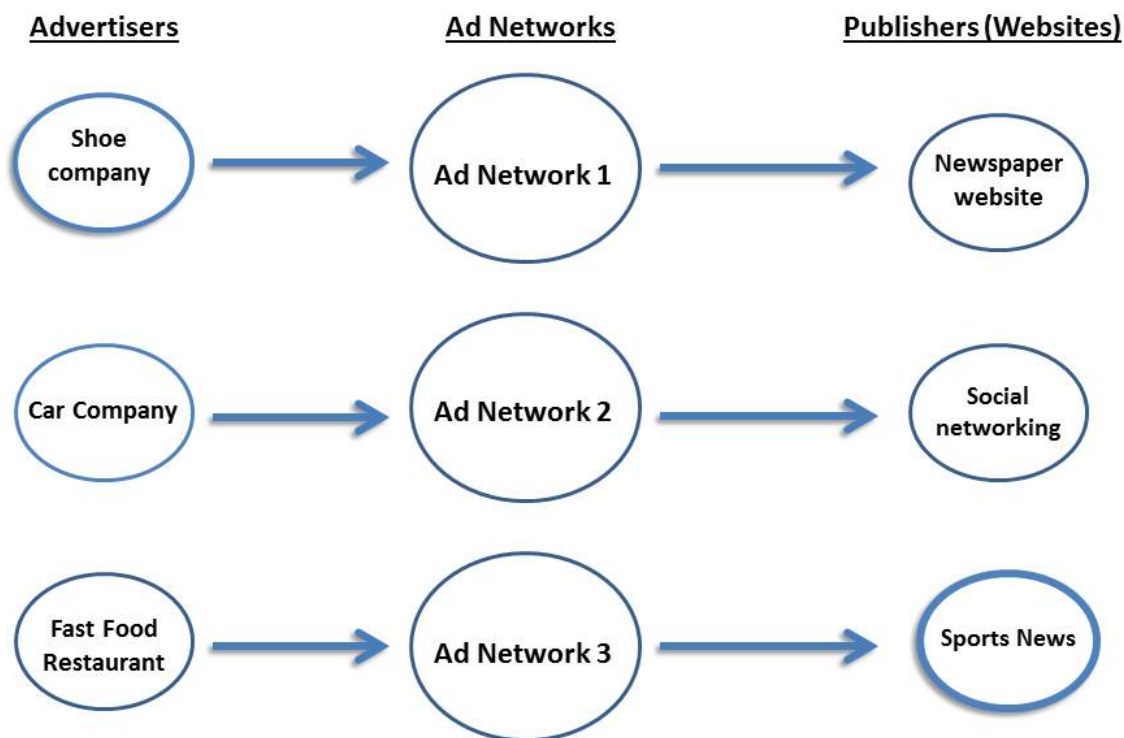 Advertisers
Ad Networks
Publishers (Websites)
Shoe
company
Ad Network 1
Newspaper
website
Car Company
Ad Network 2
Social
networking
Fast Food
Restaurant
Ad Network 3
Sports News